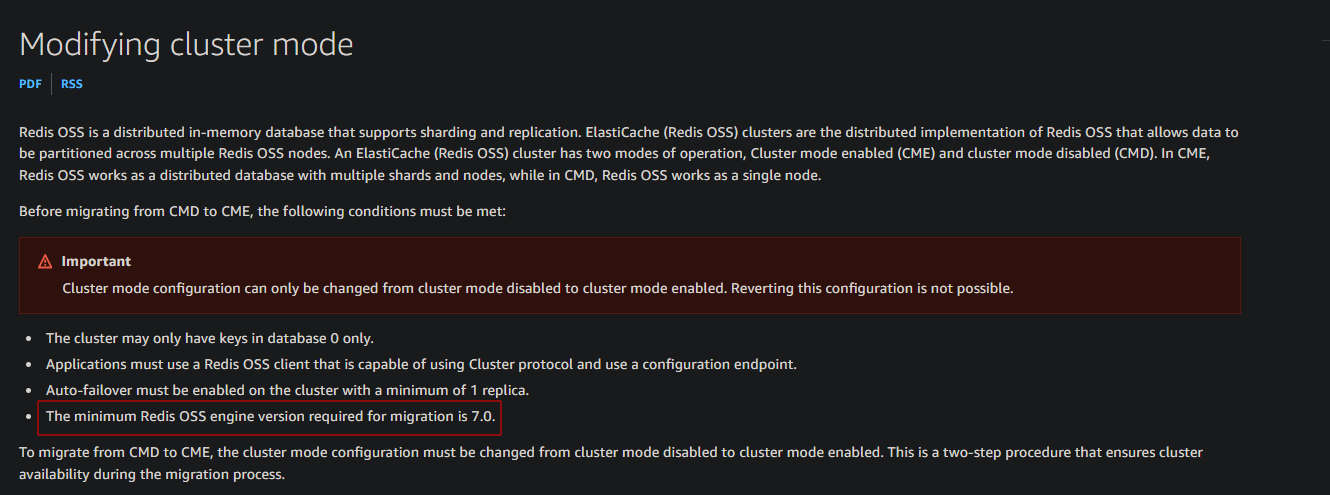 Modifying cluster mode
PDF
RSS
Redis OSS is a distributed in-memory database that supports sharding and replication. ElastiCache (Redis OSS) clusters are the distributed implementation of Redis OSS that allows data to
be partitioned across multiple Redis OSS nodes. An ElastiCache (Redis OSS) cluster has two modes of operation, Cluster mode enabled (CME) and cluster mode disabled (CMD). In CME,
Redis OSS works as a distributed database with multiple shards and nodes, while in CMD, Redis OSS works as a single node.
Before migrating from CMD to CME, the following conditions must be met:
Important
Cluster mode configuration can only be changed from cluster mode disabled to cluster mode enabled. Reverting this configuration is not possible.
• The cluster may only have keys in database 0 only.
• Applications must use a Redis OSS client that is capable of using Cluster protocol and use a configuration endpoint.
• Auto-failover must be enabled on the cluster with a minimum of 1 replica.
• The minimum Redis OSS engine version required for migration is 7.0.
To migrate from CMD to CME, the cluster mode configuration must be changed from cluster mode disabled to cluster mode enabled. This is a two-step procedure that ensures cluster
availability during the migration process.